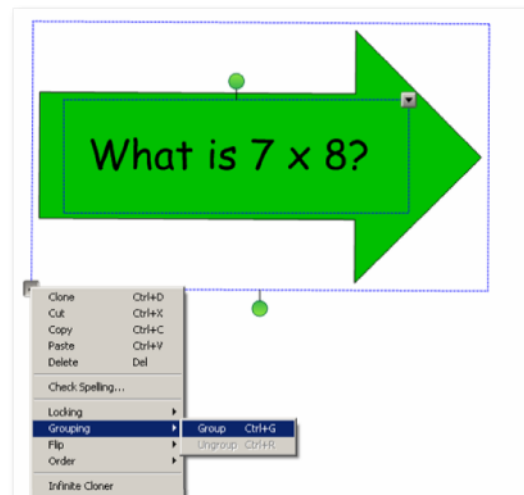 What is 7 x 8?
Clone Ctrl+D
Cut Ctrl+X
Copy Ctrl+C
Paste Ctrl+V
Delete Del
Check Spelling...
Locking
Grouping
Group Ctrl+G
Flip
Ungroup Ctrl+R
Order
Infinite Cloner